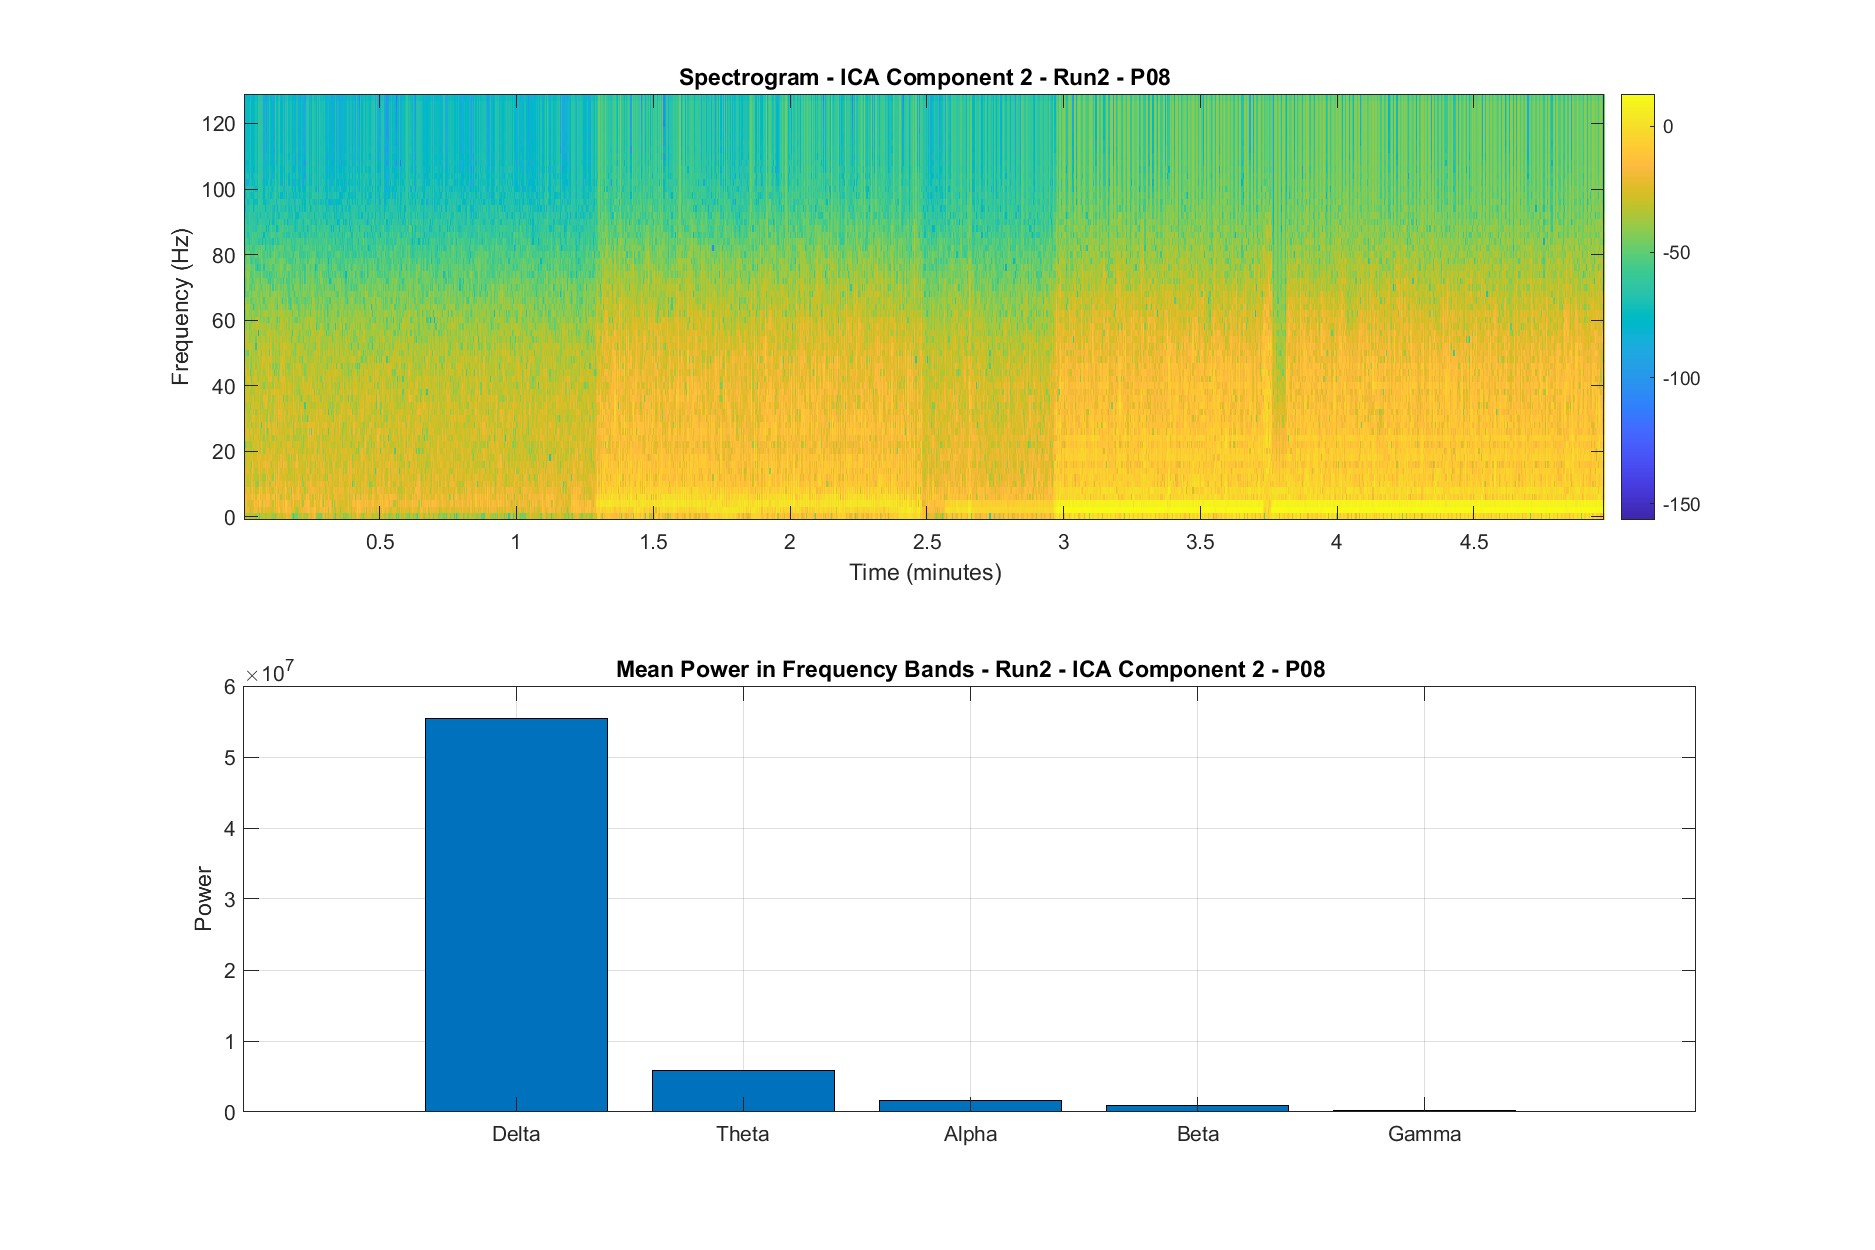 Spectrogram - ICA Component 2 - Run2 - P08
120
100
80
60
40
20
0
Frequency (Hz)
0.5 1 1.5 2 2.5 3 3.5 4 4.5
Time (minutes)
0
-50
-100
-150
Mean Power in Frequency Bands - Run2 - ICA Component 2 - P08
×10^7
6
5
4
3
2
1
0
Power
Delta Theta Alpha Beta Gamma